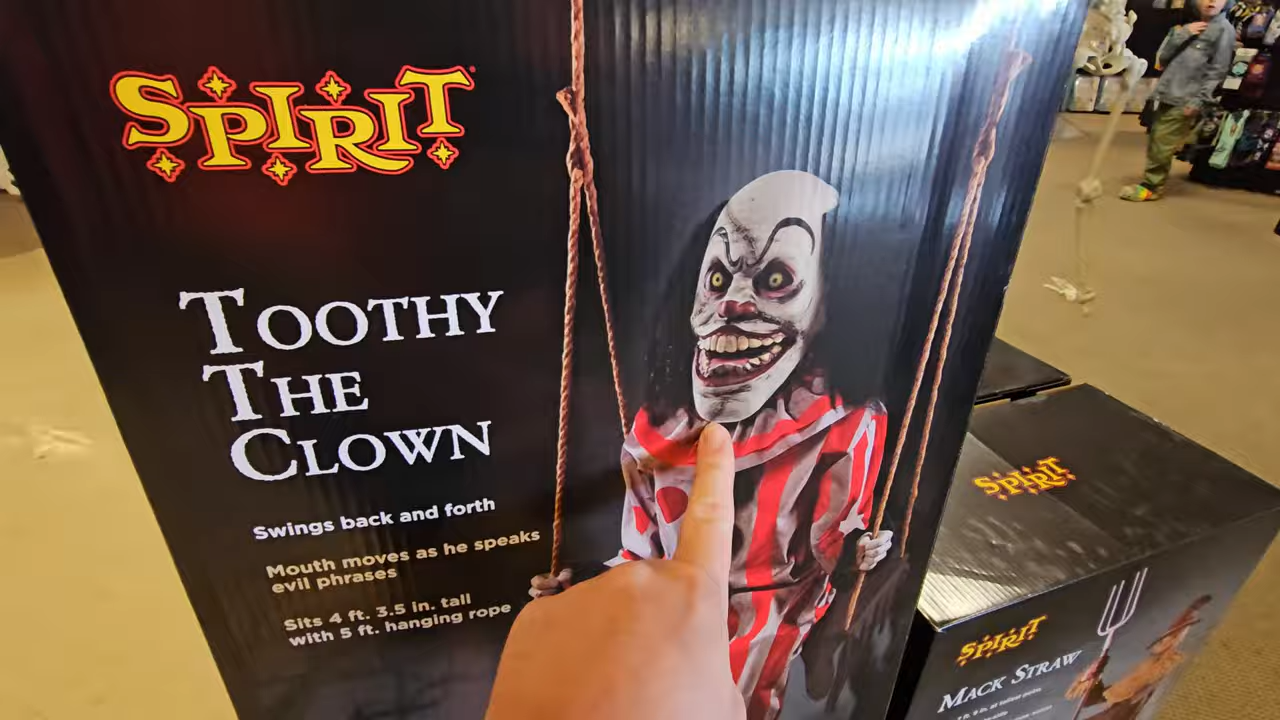 SPIRIT
TOOTHY
THE
CLOWN
Swings back and forth
Mouth moves as he speaks
evil phrases
Sits 4 ft. 3.5 in. tall
with 5 ft. hanging rope
SPIRIT
SPIRIT
MACK STRAW